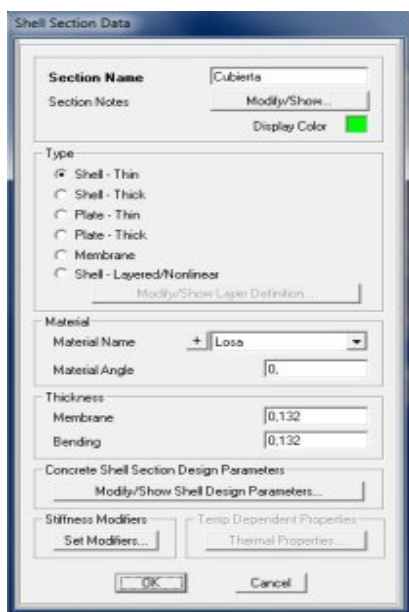 Shell Section Data
Section Name Cubierta
Section Notes Modify/Show...
Display Color
Type
Shell - Thin
Shell - Thick
Plate - Thin
Plate - Thick
Membrane
Shell - Layered/Nonlinear
Modify/Show Layer Definition...
Material
Material Name + Losa
Material Angle 0,
Thickness
Membrane 0,132
Bending 0,132
Concrete Shell Section Design Parameters
Modify/Show Shell Design Parameters...
Stiffness Modifiers Temp Dependent Properties
Set Modifiers... Thermal Properties...
OK Cancel